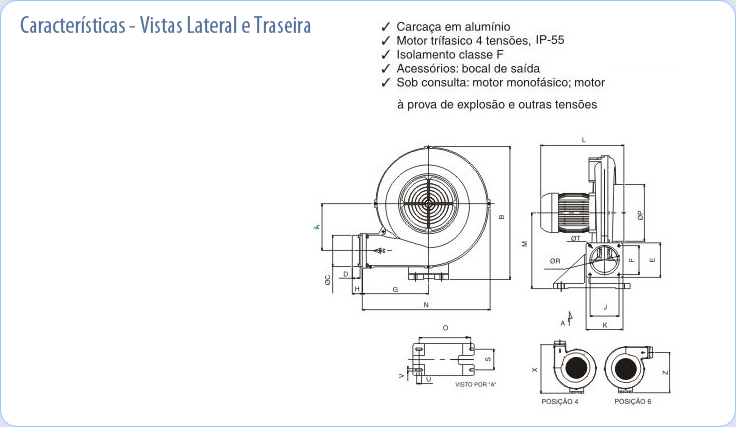 Características - Vistas Lateral e Traseira
✓ Carcaça em alumínio
✓ Motor trífasico 4 tensões, IP-55
✓ Isolamento classe F
✓ Acessórios: bocal de saída
✓ Sob consulta: motor monofásico; motor
à prova de explosão e outras tensões
A
B
ØC
D
H
G
N
L
M
ØP
ØT
ØR
F
E
A
J
K
O
S
V
U
VISTO POR "A"
X
Z
POSIÇÃO 4
POSIÇÃO 6